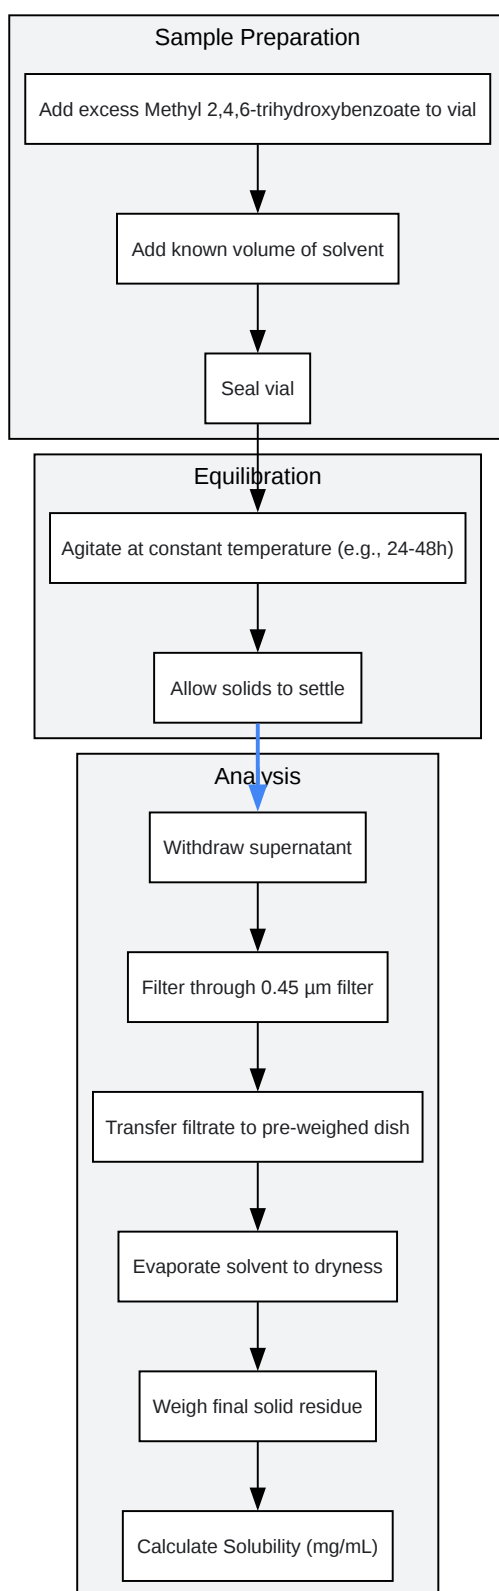 Sample Preparation
Add excess Methyl 2,4,6-trihydroxybenzoate to vial
Add known volume of solvent
Seal vial
Equilibration
Agitate at constant temperature (e.g., 24-48h)
Allow solids to settle
Analysis
Withdraw supernatant
Filter through 0.45 µm filter
Transfer filtrate to pre-weighed dish
Evaporate solvent to dryness
Weigh final solid residue
Calculate Solubility (mg/mL)